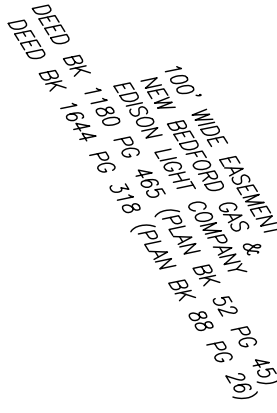 100' WIDE EASEMENT
NEW BEDFORD GAS &
EDISON LIGHT COMPANY
DEED BK 1180 PG 465 (PLAN BK 52 PG 45)
DEED BK 1644 PG 318 (PLAN BK 88 PG 26)